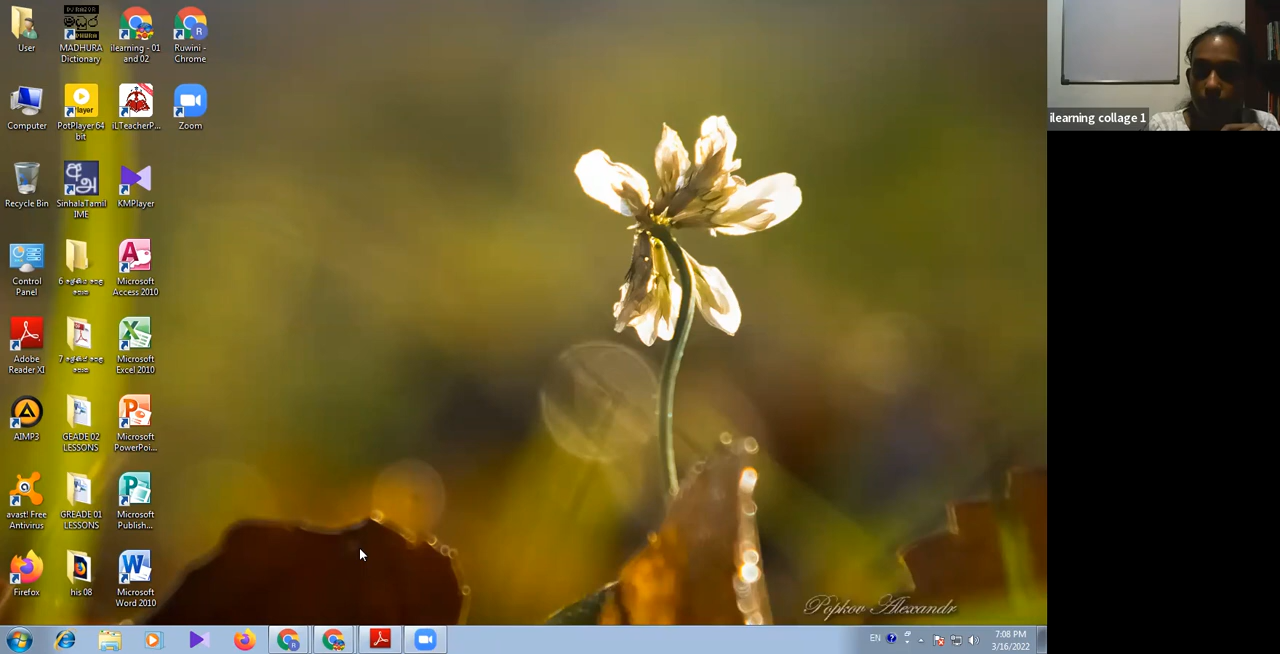 User
MADHURA
Dictionary
ilearning - 01
and 02
Ruwini -
Chrome
Computer
PotPlayer 64
bit
iLTeacherP...
Zoom
Recycle Bin
SinhalaTamil
IME
KMPlayer
Control
Panel
Microsoft
Access 2010
Adobe
Reader XI
Microsoft
Excel 2010
AIMP3
GEADE 02
LESSONS
Microsoft
PowerPoi...
avast! Free
Antivirus
GREADE 01
LESSONS
Microsoft
Publish...
Firefox
his 08
Microsoft
Word 2010
Popkov Alexandr
EN
7:08 PM
3/16/2022
ilearning collage 1